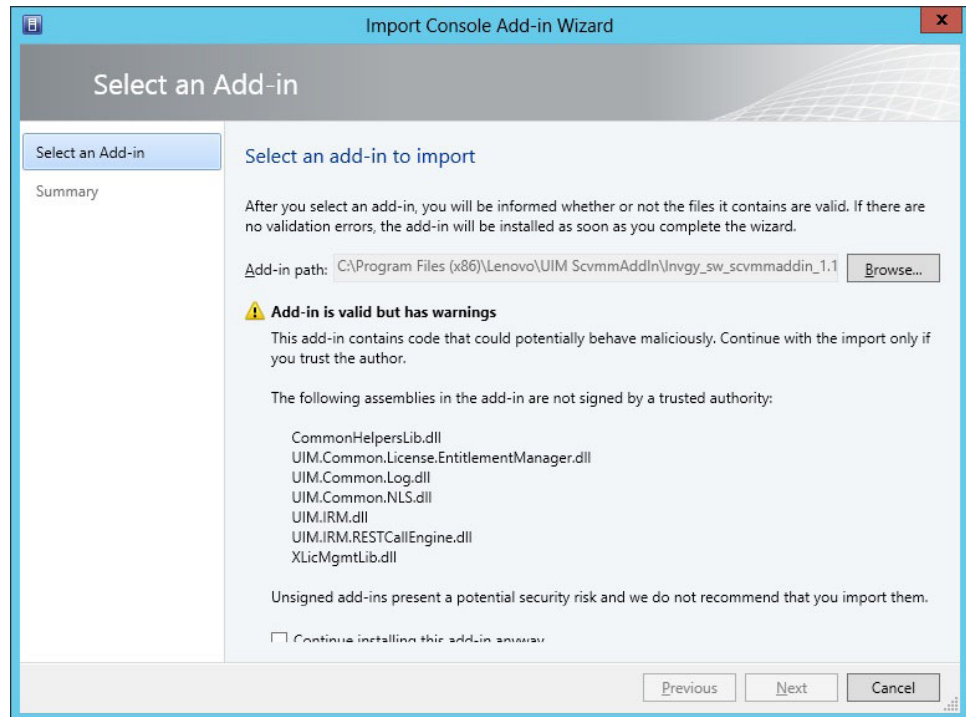 Import Console Add-in Wizard
x
Select an Add-in
Select an Add-in
Summary
Select an add-in to import
After you select an add-in, you will be informed whether or not the files it contains are valid. If there are
no validation errors, the add-in will be installed as soon as you complete the wizard.
Add-in path: C:\Program Files (x86)\Lenovo\UIM ScvmmAddIn\lnvgy_sw_scvmmaddin_1.1 Browse...
Add-in is valid but has warnings
This add-in contains code that could potentially behave maliciously. Continue with the import only if
you trust the author.
The following assemblies in the add-in are not signed by a trusted authority:
CommonHelpersLib.dll
UIM.Common.License.EntitlementManager.dll
UIM.Common.Log.dll
UIM.Common.NLS.dll
UIM.IRM.dll
UIM.IRM.RESTCallEngine.dll
XLicMgmtLib.dll
Unsigned add-ins present a potential security risk and we do not recommend that you import them.
Continue installing this add-in anyway
Previous Next Cancel